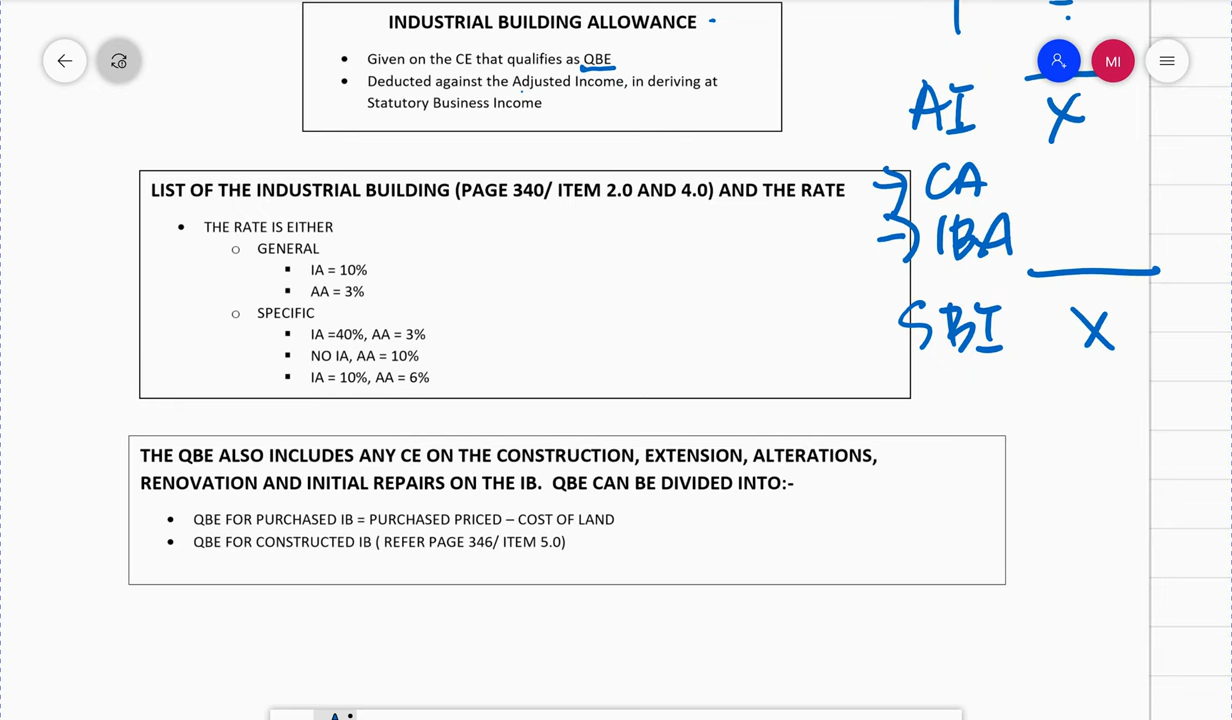 INDUSTRIAL BUILDING ALLOWANCE
• Given on the CE that qualifies as QBE
• Deducted against the Adjusted Income, in deriving at
Statutory Business Income
MI
AI X
→ CA
→ IBA
SBI X
LIST OF THE INDUSTRIAL BUILDING (PAGE 340/ ITEM 2.0 AND 4.0) AND THE RATE
• THE RATE IS EITHER
o GENERAL
▪ IA = 10%
▪ AA = 3%
o SPECIFIC
▪ IA =40%, AA = 3%
▪ NO IA, AA = 10%
▪ IA = 10%, AA = 6%
THE QBE ALSO INCLUDES ANY CE ON THE CONSTRUCTION, EXTENSION, ALTERATIONS,
RENOVATION AND INITIAL REPAIRS ON THE IB. QBE CAN BE DIVIDED INTO:-
• QBE FOR PURCHASED IB = PURCHASED PRICED – COST OF LAND
• QBE FOR CONSTRUCTED IB ( REFER PAGE 346/ ITEM 5.0)